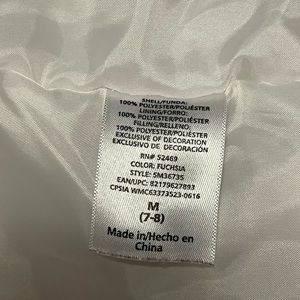 SHELL/FUNDA:
100% POLYESTER/POLIÉSTER
LINING/FORRO:
100% POLYESTER/POLIÉSTER
FILLING/RELLENO:
100% POLYESTER/POLIÉSTER
EXCLUSIVE OF DECORATION
EXCLUSIVO DE DECORACIÓN
RN# 52469
COLOR: FUCHSIA
STYLE: 5M36735
EAN/UPC: 82179627893
CPSIA WMC63373523-0616
M
(7-8)
Made in/Hecho en
China